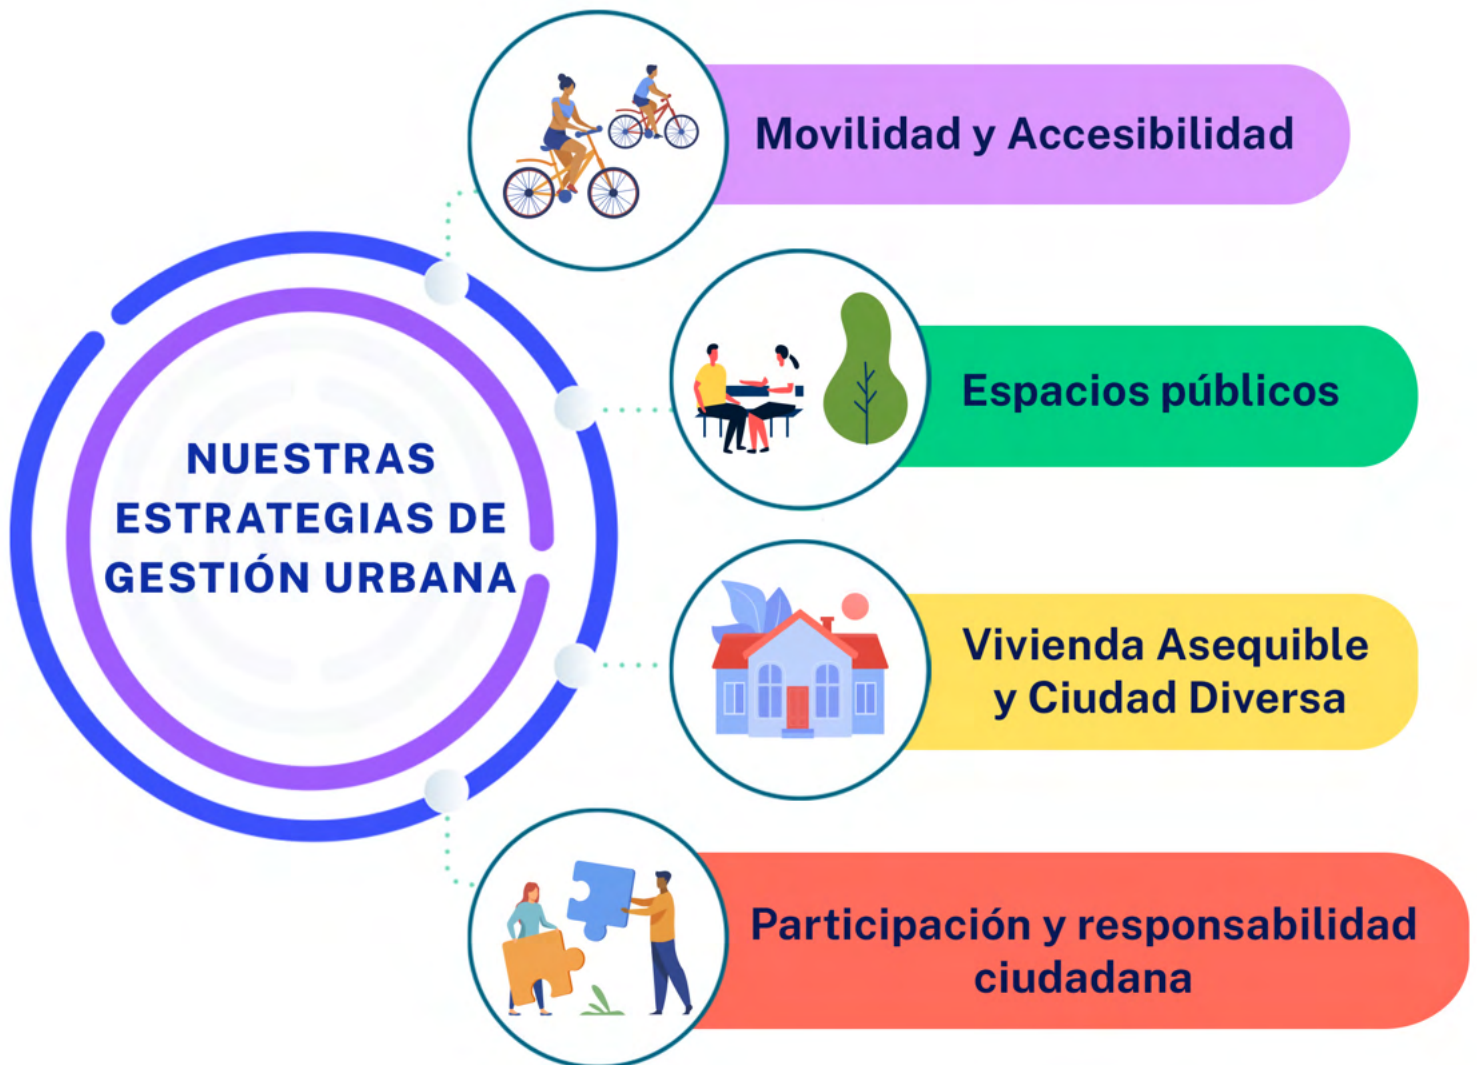 NUESTRAS
ESTRATEGIAS DE
GESTIÓN URBANA
Movilidad y Accesibilidad
Espacios públicos
Vivienda Asequible
y Ciudad Diversa
Participación y responsabilidad
ciudadana